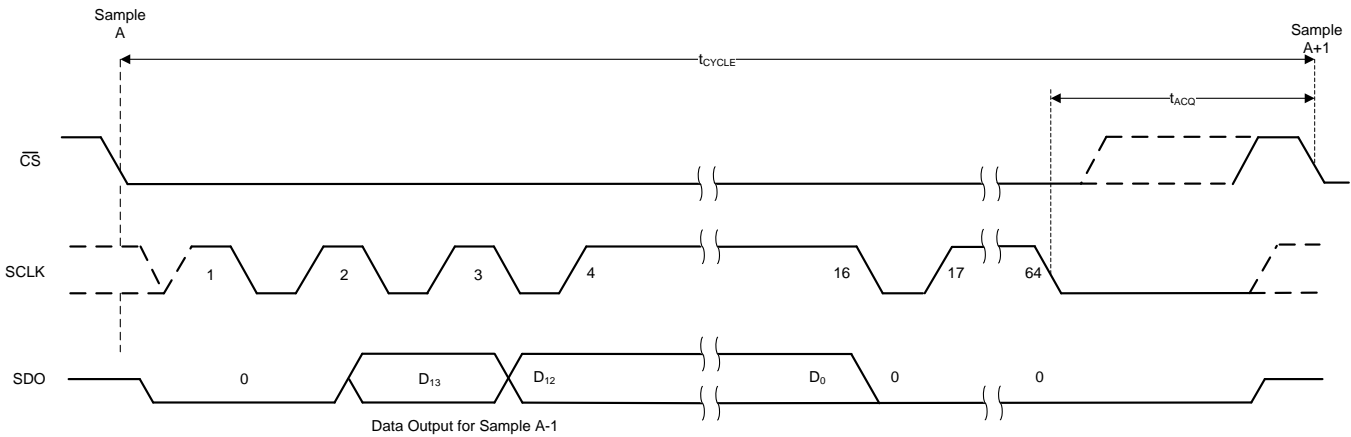 Sample
A
Sample
A+1
tCYCLE
tACQ
CS
SCLK
1
2
3
4
16
17
64
SDO
0
D13
D12
D0
0
0
Data Output for Sample A-1